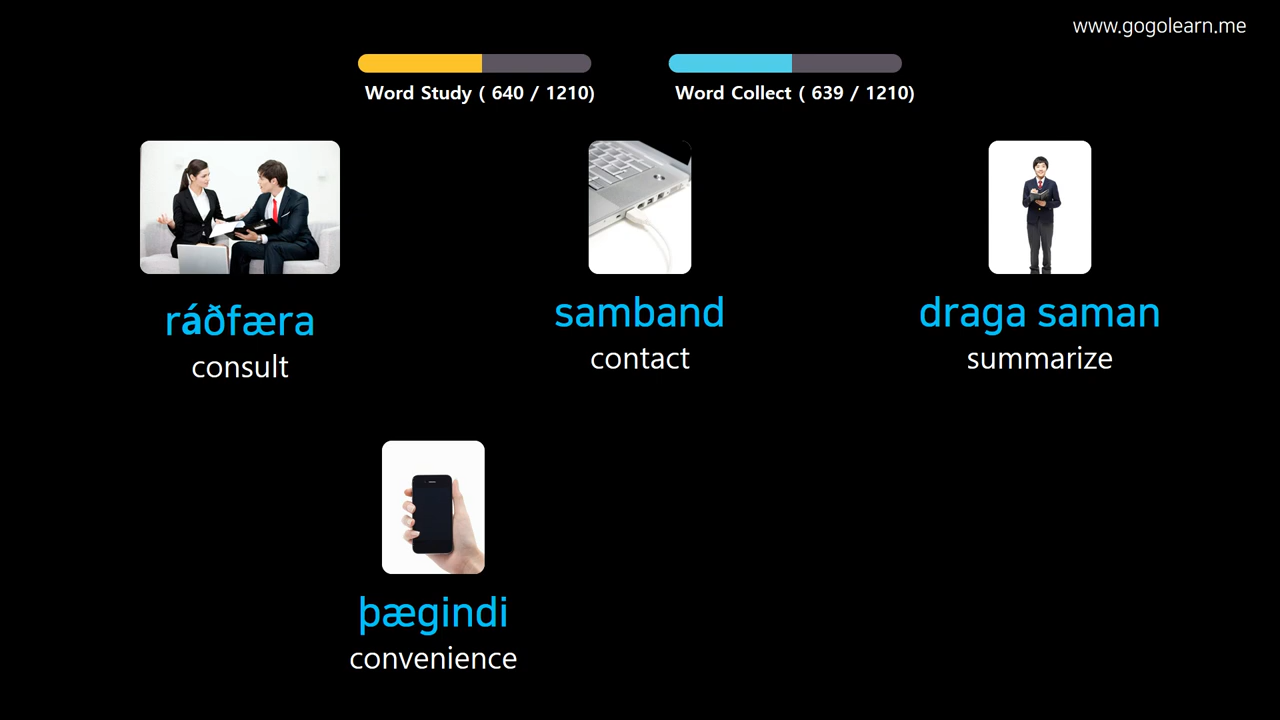 www.gogolearn.me
Word Study ( 640 / 1210)
Word Collect ( 639 / 1210)
ráðfæra
consult
samband
contact
draga saman
summarize
þægindi
convenience